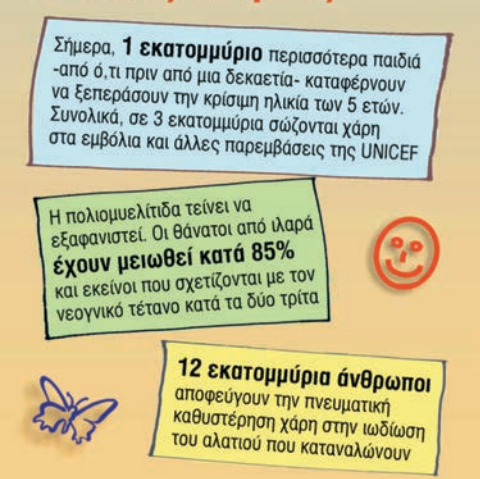 Σήμερα, 1 εκατομμύριο περισσότερα παιδιά
-από ό,τι πριν από μια δεκαετία- καταφέρνουν
να ξεπεράσουν την κρίσιμη ηλικία των 5 ετών.
Συνολικά, σε 3 εκατομμύρια σώζονται χάρη
στα εμβόλια και άλλες παρεμβάσεις της UNICEF
Η πολιομυελίτιδα τείνει να
εξαφανιστεί. Οι θάνατοι από ιλαρά
έχουν μειωθεί κατά 85%
και εκείνοι που σχετίζονται με τον
νεογνικό τέτανο κατά τα δύο τρίτα
12 εκατομμύρια άνθρωποι
αποφεύγουν την πνευματική
καθυστέρηση χάρη στην ιωδίωση
του αλατιού που καταναλώνουν